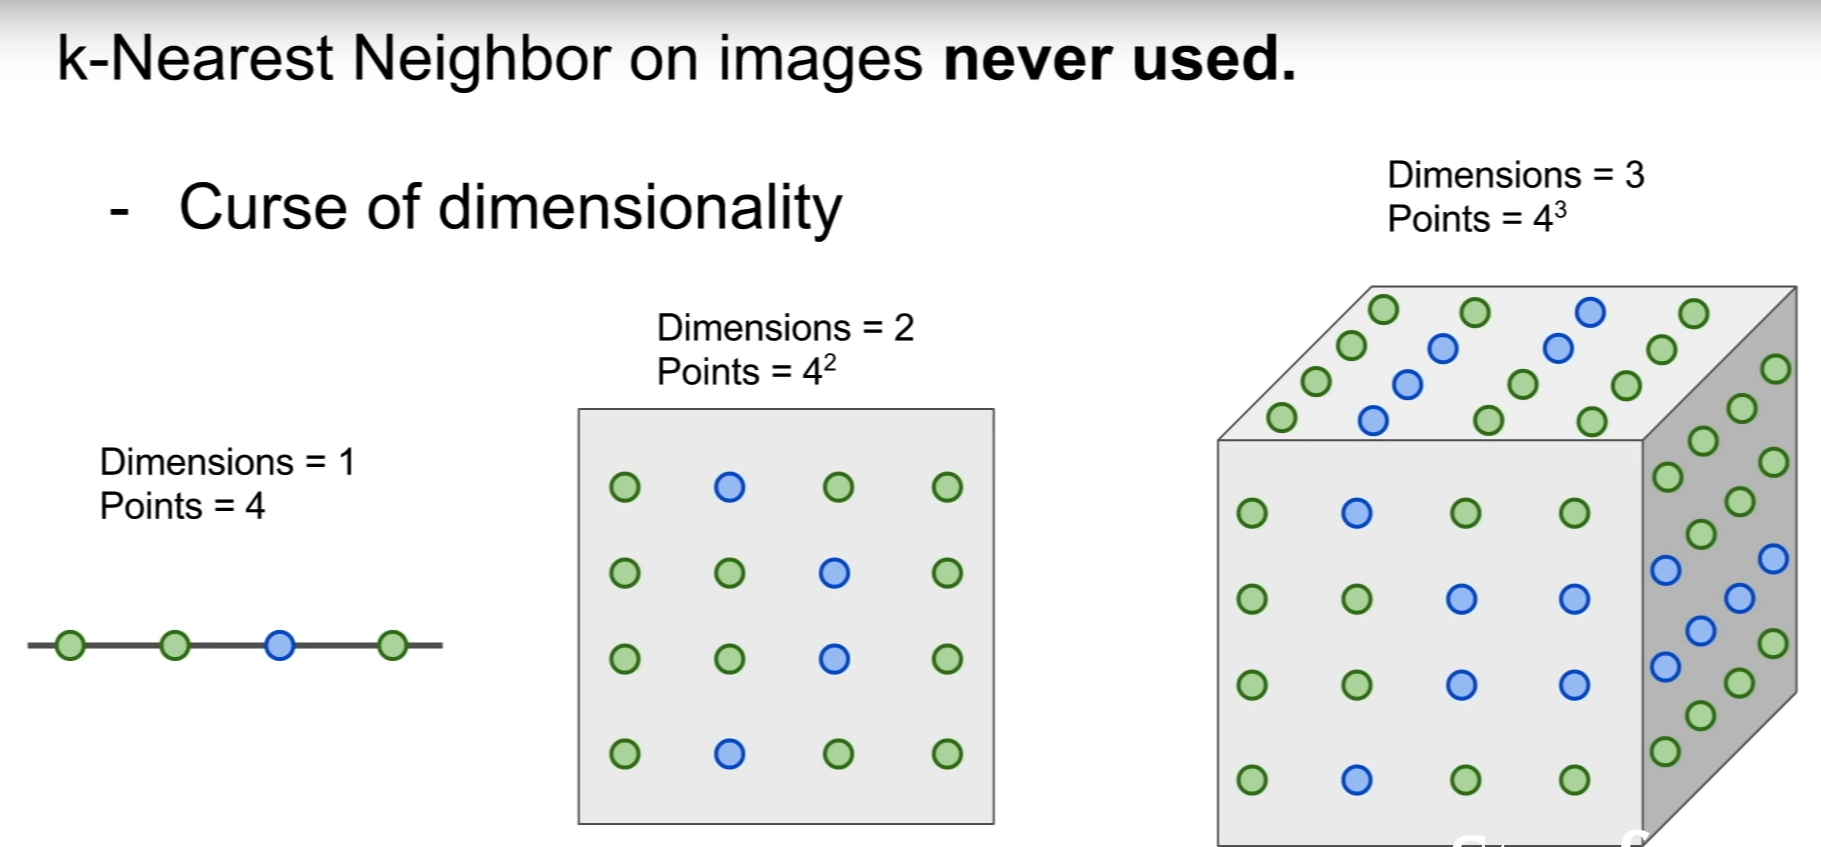 k-Nearest Neighbor on images never used.
- Curse of dimensionality
Dimensions = 1
Points = 4
Dimensions = 2
Points = 4²
Dimensions = 3
Points = 4³